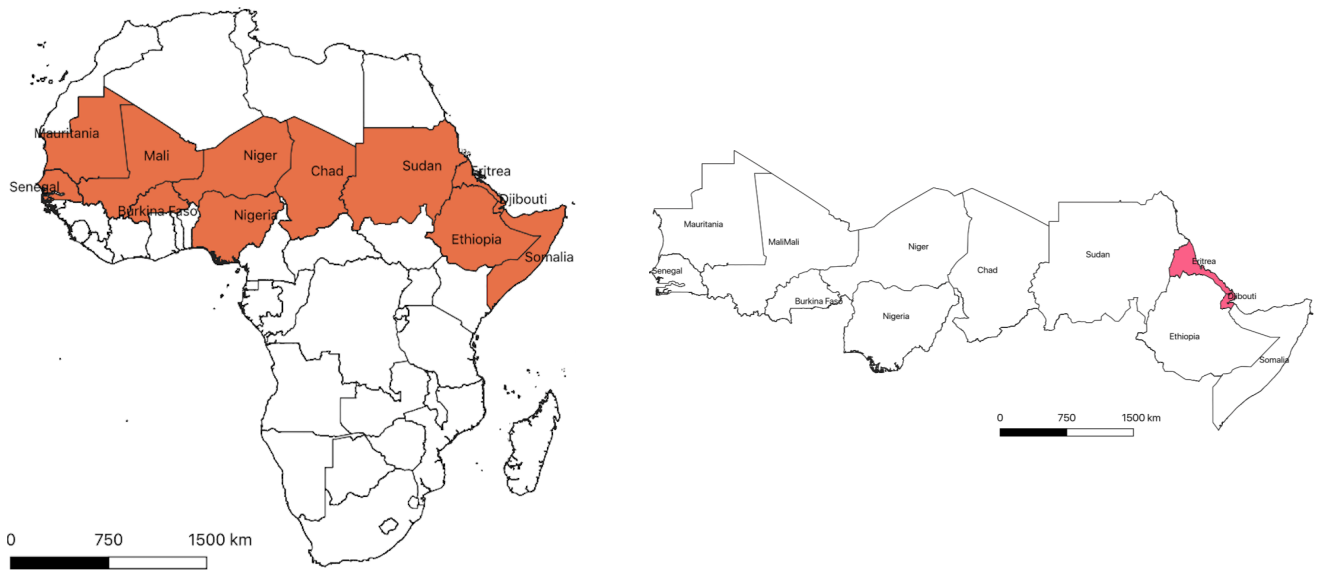 Mauritania
Mali
Niger
Chad
Sudan
Eritrea
Senegal
Djibouti
Burkina Faso
Nigeria
Ethiopia
Somalia
0 750 1500 km
Mauritania
MaliMali
Niger
Sudan
Eritrea
Senegal
Chad
Djibouti
Burkina Faso
Nigeria
Ethiopia
Somalia
0 750 1500 km